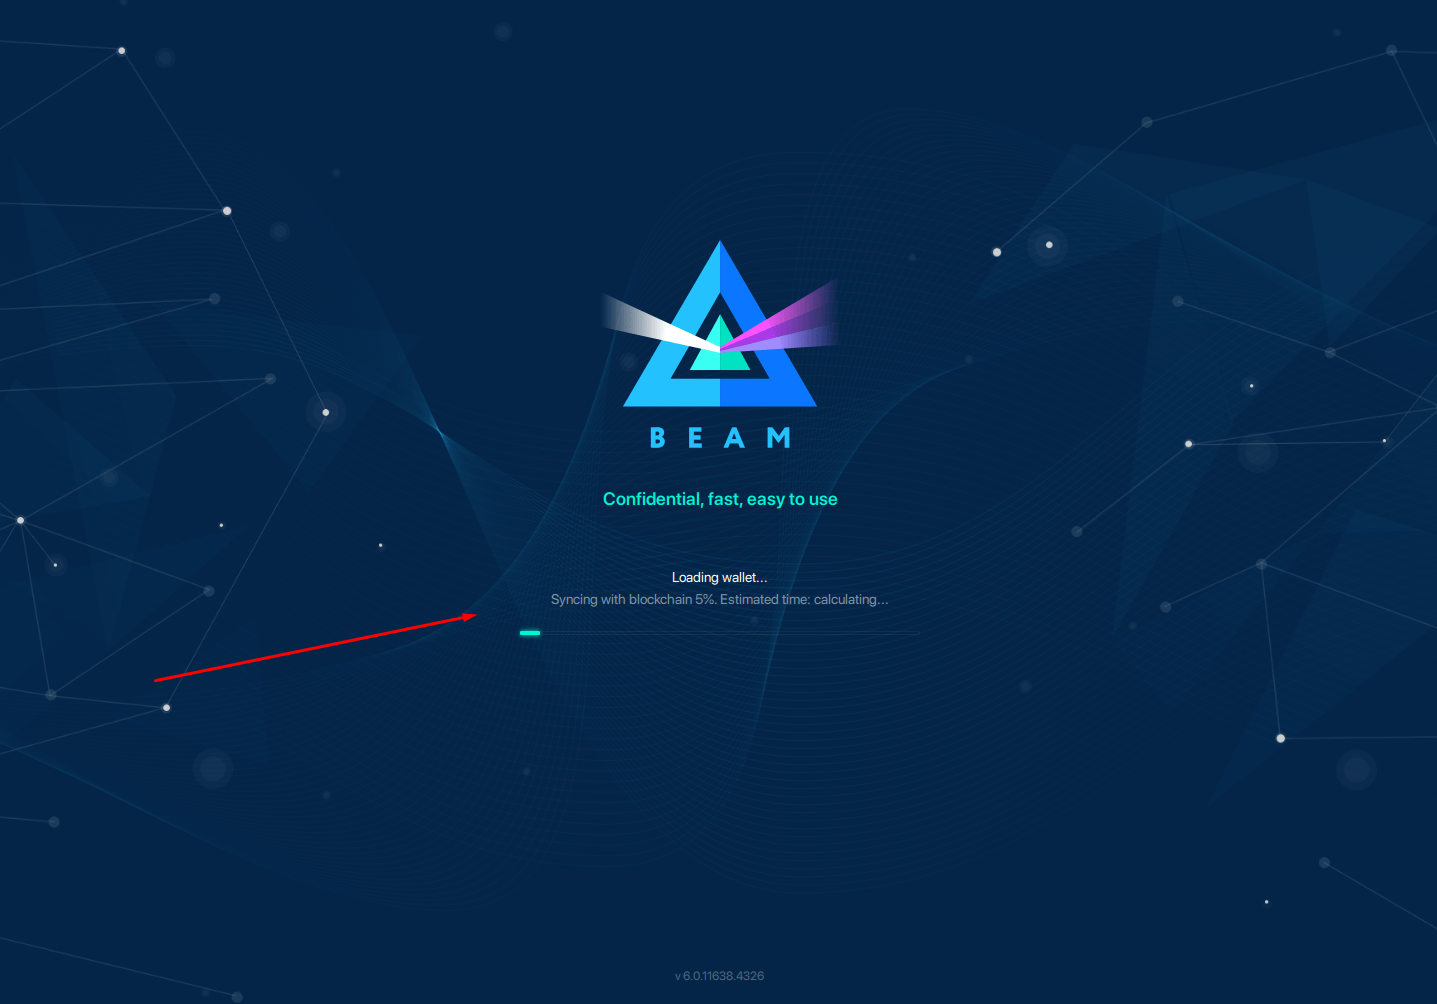 BEAM
Confidential, fast, easy to use
Loading wallet...
Syncing with blockchain 5%. Estimated time: calculating...
v 6.0.11638.4326